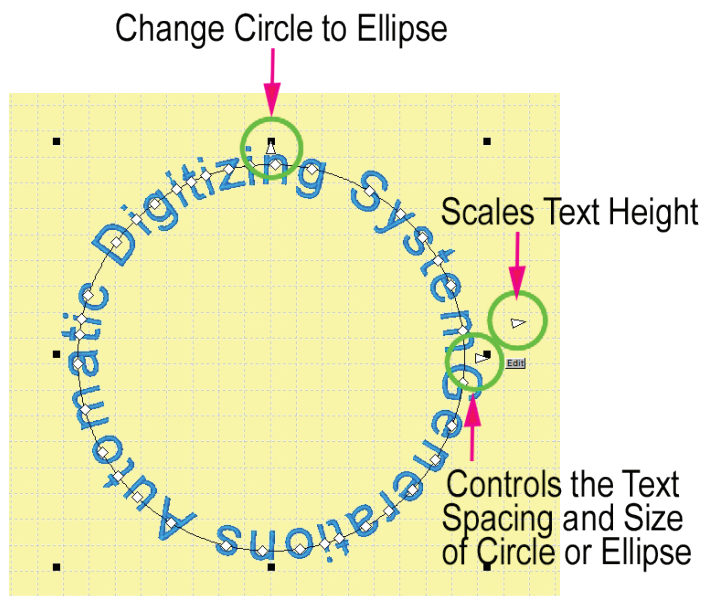 Change Circle to Ellipse
Scales Text Height
Generations Automatic Digitizing System
Edit
Controls the Text
Spacing and Size
of Circle or Ellipse